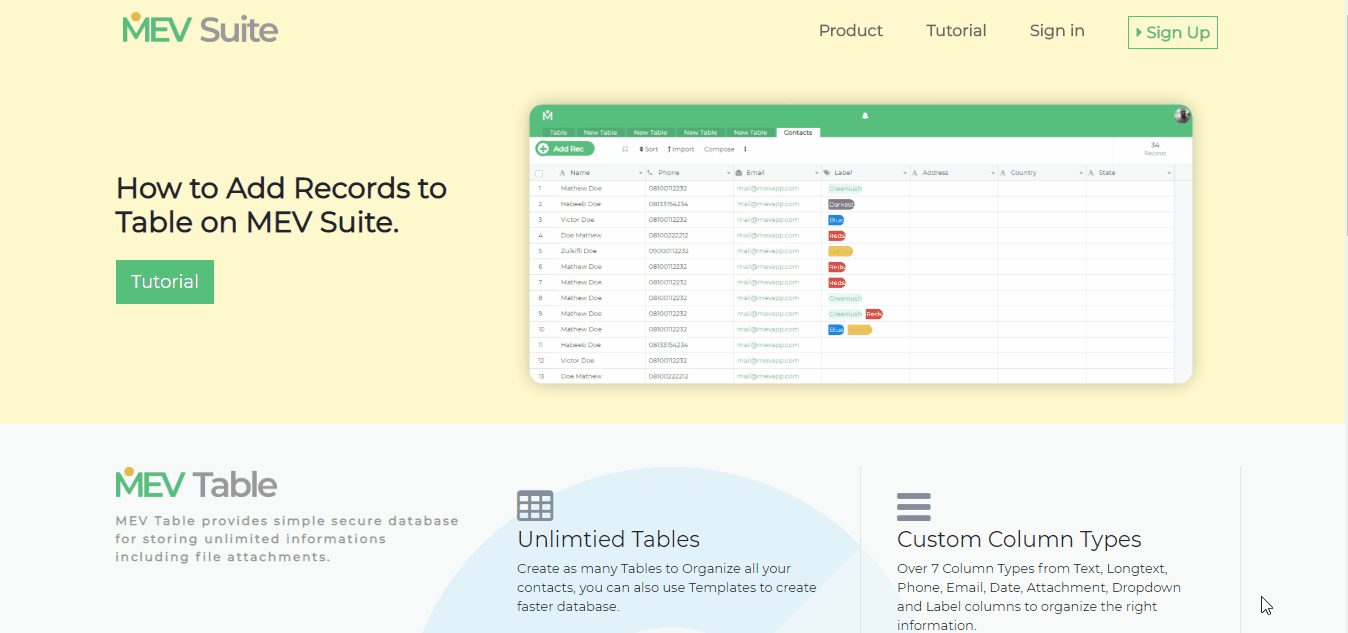 MEV Suite
Product Tutorial Sign in Sign Up
How to Add Records to
Table on MEV Suite.
Tutorial
M
Table New Table New Table New Table New Table Contacts
Add Rec Sort Import Compose 34
Records
Name Phone Email Label Address Country State
1 Mathew Doe 08100112232 mail@mevapp.com Greeniush
2 Habeeb Doe 08133154234 mail@mevapp.com Darkest
3 Victor Doe 08100112232 mail@mevapp.com Blue
4 Doe Mathew 08100222212 mail@mevapp.com Reds
5 Zulkifli Doe 09000112232 mail@mevapp.com
6 Mathew Doe 08100112232 mail@mevapp.com Reds
7 Mathew Doe 08100112232 mail@mevapp.com Reds
8 Mathew Doe 08100112232 mail@mevapp.com Greeniush
9 Mathew Doe 08100112232 mail@mevapp.com Greeniush Reds
10 Mathew Doe 08100112232 mail@mevapp.com Blue
11 Habeeb Doe 08133154234 mail@mevapp.com
12 Victor Doe 08100112232 mail@mevapp.com
13 Doe Mathew 08100222212 mail@mevapp.com
MEV Table
MEV Table provides simple secure database
for storing unlimited informations
including file attachments.
Unlimtied Tables
Create as many Tables to Organize all your
contacts, you can also use Templates to create
faster database.
Custom Column Types
Over 7 Column Types from Text, Longtext,
Phone, Email, Date, Attachment, Dropdown
and Label columns to organize the right
information.